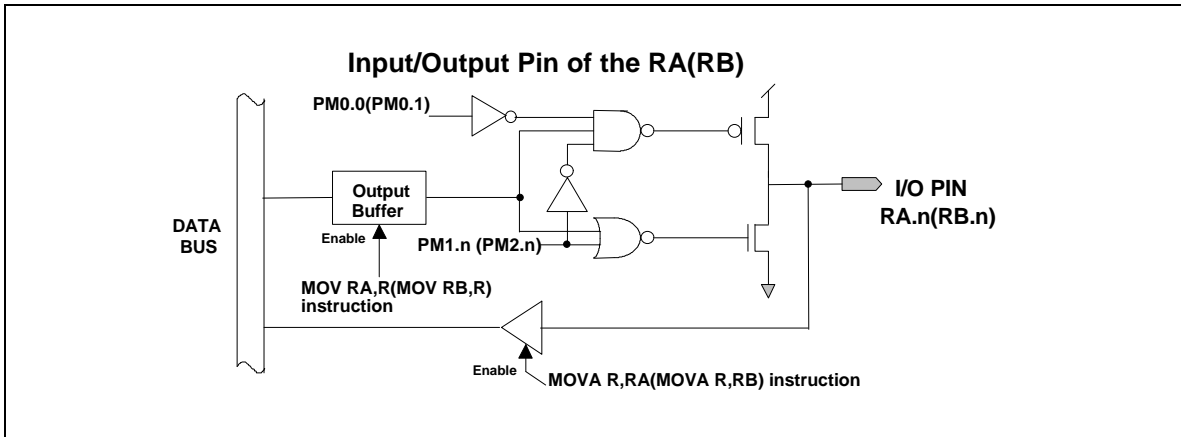 Input/Output Pin of the RA(RB)
PM0.0(PM0.1)
Output
Buffer
I/O PIN
RA.n(RB.n)
DATA
BUS
Enable
PM1.n (PM2.n)
MOV RA,R(MOV RB,R)
instruction
Enable
MOVA R,RA(MOVA R,RB) instruction